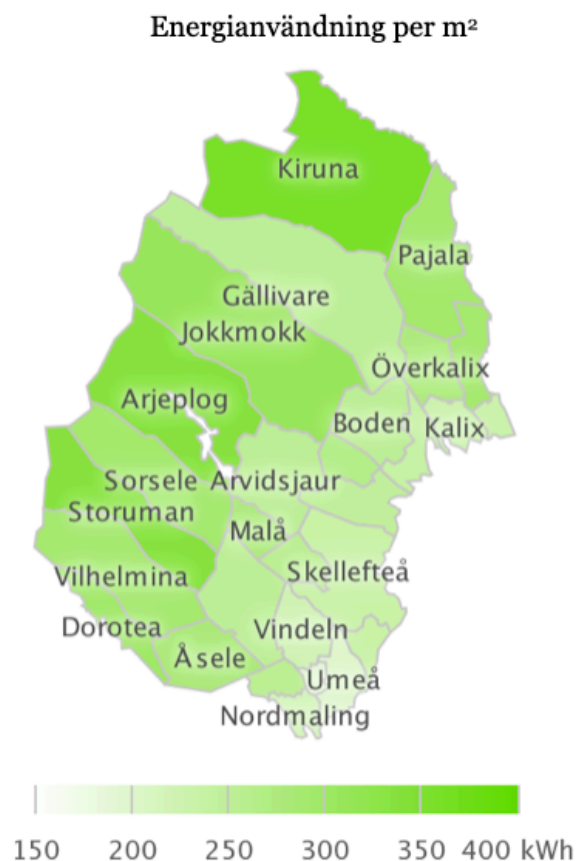 Energianvändning per m²
Kiruna
Pajala
Gällivare
Jokkmokk
Överkalix
Arjeplog
Boden
Kalix
Sorsele
Arvidsjaur
Storuman
Malå
Skellefteå
Vilhelmina
Dorotea
Vindeln
Åsele
Umeå
Nordmaling
150 200 250 300 350 400 kWh